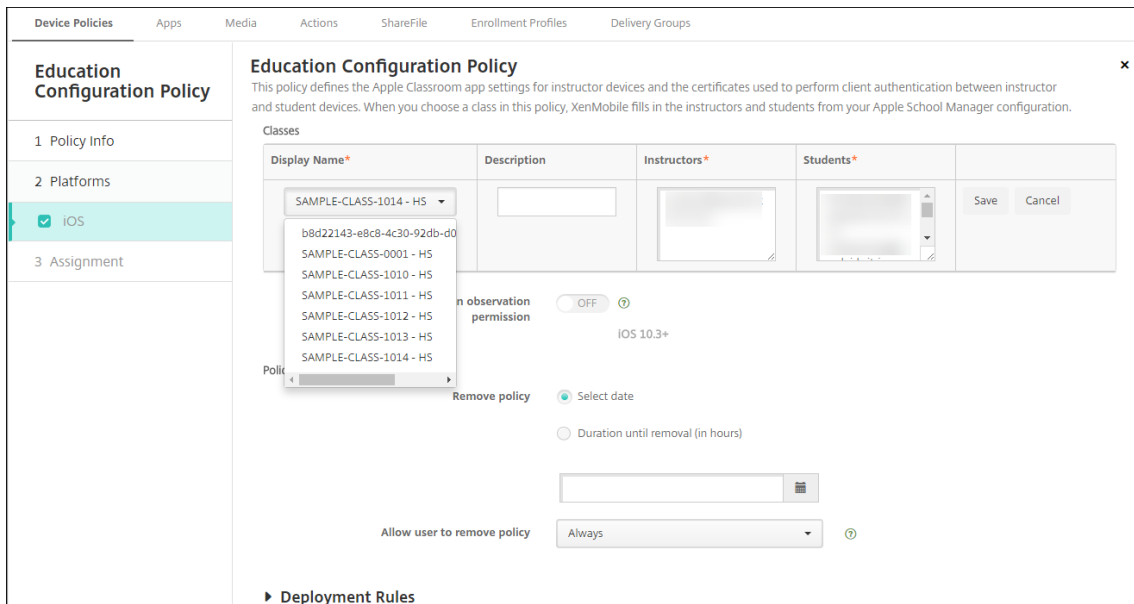 Device Policies Apps Media Actions ShareFile Enrollment Profiles Delivery Groups
Education
Configuration Policy
1 Policy Info
2 Platforms
iOS
3 Assignment
Education Configuration Policy
×
This policy defines the Apple Classroom app settings for instructor devices and the certificates used to perform client authentication between instructor
and student devices. When you choose a class in this policy, XenMobile fills in the instructors and students from your Apple School Manager configuration.
Classes
Display Name* Description Instructors* Students*
SAMPLE-CLASS-1014 - HS Save Cancel
b8d22143-e8c8-4c30-92db-d0
SAMPLE-CLASS-0001 - HS
SAMPLE-CLASS-1010 - HS
SAMPLE-CLASS-1011 - HS
SAMPLE-CLASS-1012 - HS
SAMPLE-CLASS-1013 - HS
SAMPLE-CLASS-1014 - HS
n observation
permission
OFF ?
iOS 10.3+
Polic
Remove policy Select date
Duration until removal (in hours)
Allow user to remove policy Always ?
Deployment Rules